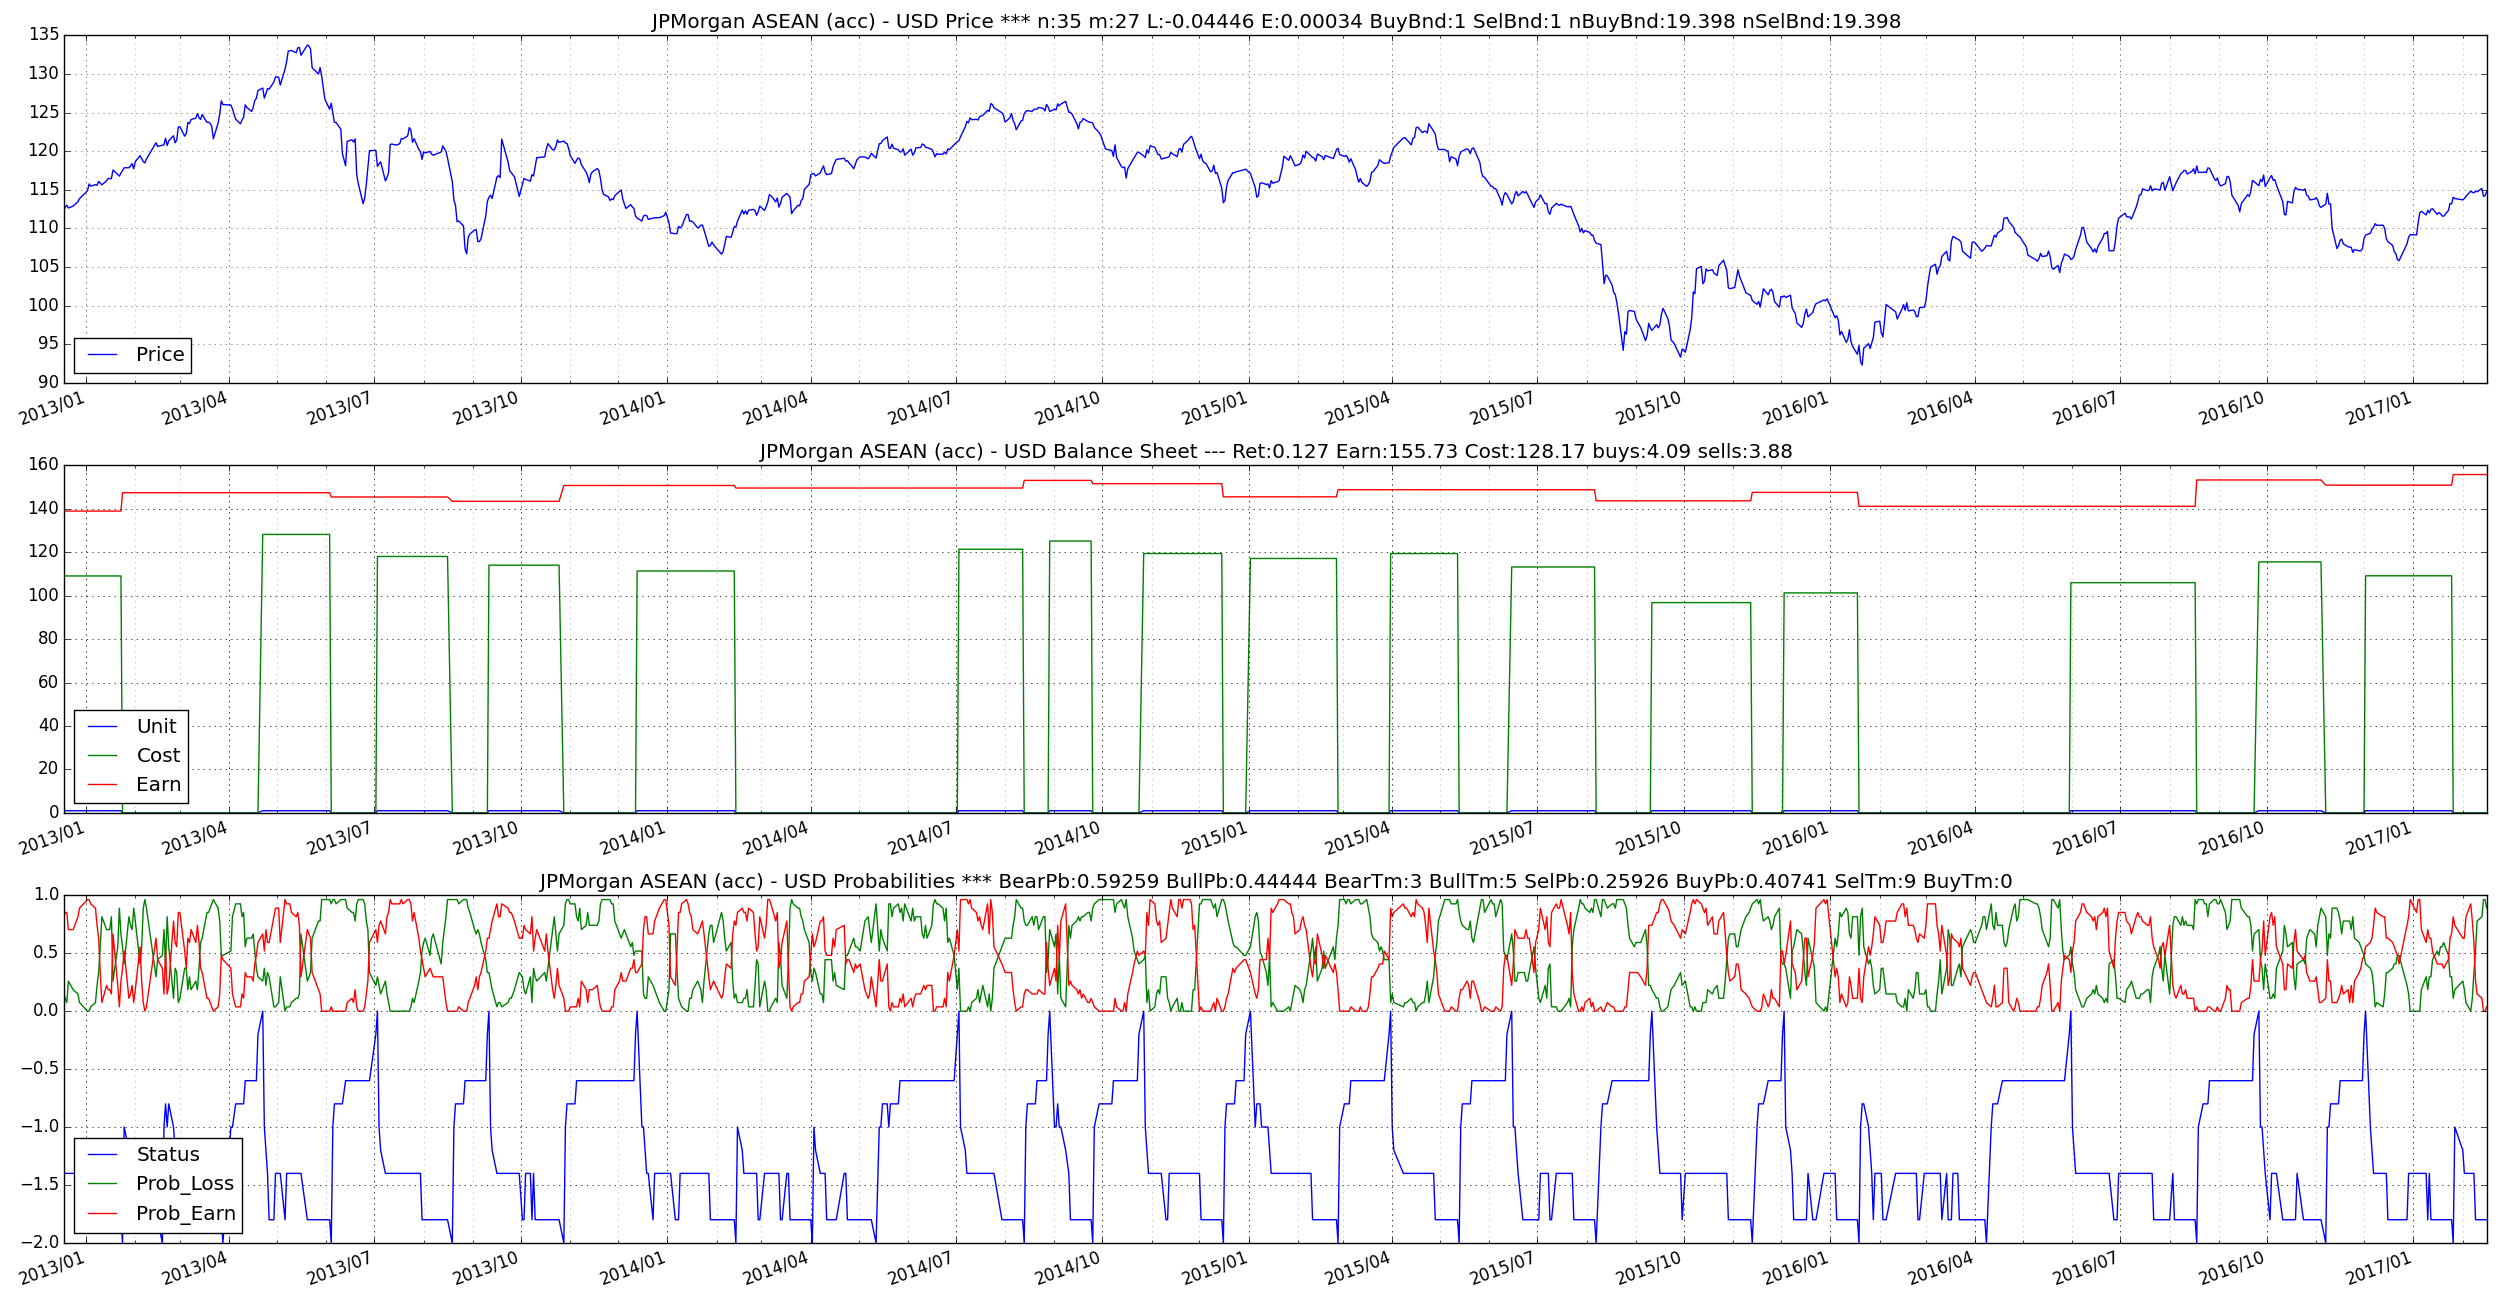 JPMorgan ASEAN (acc) - USD Price *** n:35 m:27 L:-0.04446 E:0.00034 BuyBnd:1 SelBnd:1 nBuyBnd:19.398 nSelBnd:19.398
135
130
125
120
115
110
105
100
95
90
Price
2013/01 2013/04 2013/07 2013/10 2014/01 2014/04 2014/07 2014/10 2015/01 2015/04 2015/07 2015/10 2016/01 2016/04 2016/07 2016/10 2017/01
JPMorgan ASEAN (acc) - USD Balance Sheet --- Ret:0.127 Earn:155.73 Cost:128.17 buys:4.09 sells:3.88
160
140
120
100
80
60
40
20
0
Unit
Cost
Earn
2013/01 2013/04 2013/07 2013/10 2014/01 2014/04 2014/07 2014/10 2015/01 2015/04 2015/07 2015/10 2016/01 2016/04 2016/07 2016/10 2017/01
JPMorgan ASEAN (acc) - USD Probabilities *** BearPb:0.59259 BullPb:0.44444 BearTm:3 BullTm:5 SelPb:0.25926 BuyPb:0.40741 SelTm:9 BuyTm:0
1.0
0.5
0.0
−0.5
−1.0
−1.5
−2.0
Status
Prob_Loss
Prob_Earn
2013/01 2013/04 2013/07 2013/10 2014/01 2014/04 2014/07 2014/10 2015/01 2015/04 2015/07 2015/10 2016/01 2016/04 2016/07 2016/10 2017/01